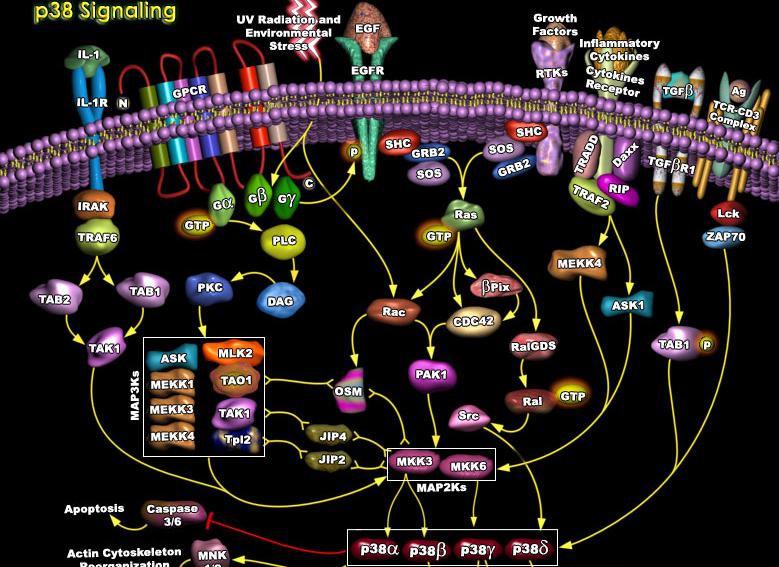 p38 Signaling
UV Radiation and
Environmental
Stress
EGF
EGFR
Growth
Factors
RTKs
Inflammatory
Cytokines
Cytokines
Receptor
TGFβ
TGFβR1
Ag
TCR-CD3
Complex
IL-1
IL-1R
N
GPCR
C
P
SHC
GRB2
SOS
SHC
SOS
GRB2
TRADD
Daxx
RIP
TRAF2
Lck
ZAP70
IRAK
TRAF6
Gα
Gβ
Gγ
GTP
PLC
Ras
GTP
MEKK4
ASK1
TAB2
TAB1
TAK1
PKC
DAG
Rac
βPix
CDC42
RalGDS
TAB1
P
MAP3Ks
ASK
MLK2
MEKK1
TAO1
MEKK3
TAK1
MEKK4
Tpl2
OSM
PAK1
Ral
GTP
Src
JIP4
JIP2
MKK3
MKK6
MAP2Ks
Apoptosis
Caspase
3/6
p38α
p38β
p38γ
p38δ
Actin Cytoskeleton
Reorganization
MNK